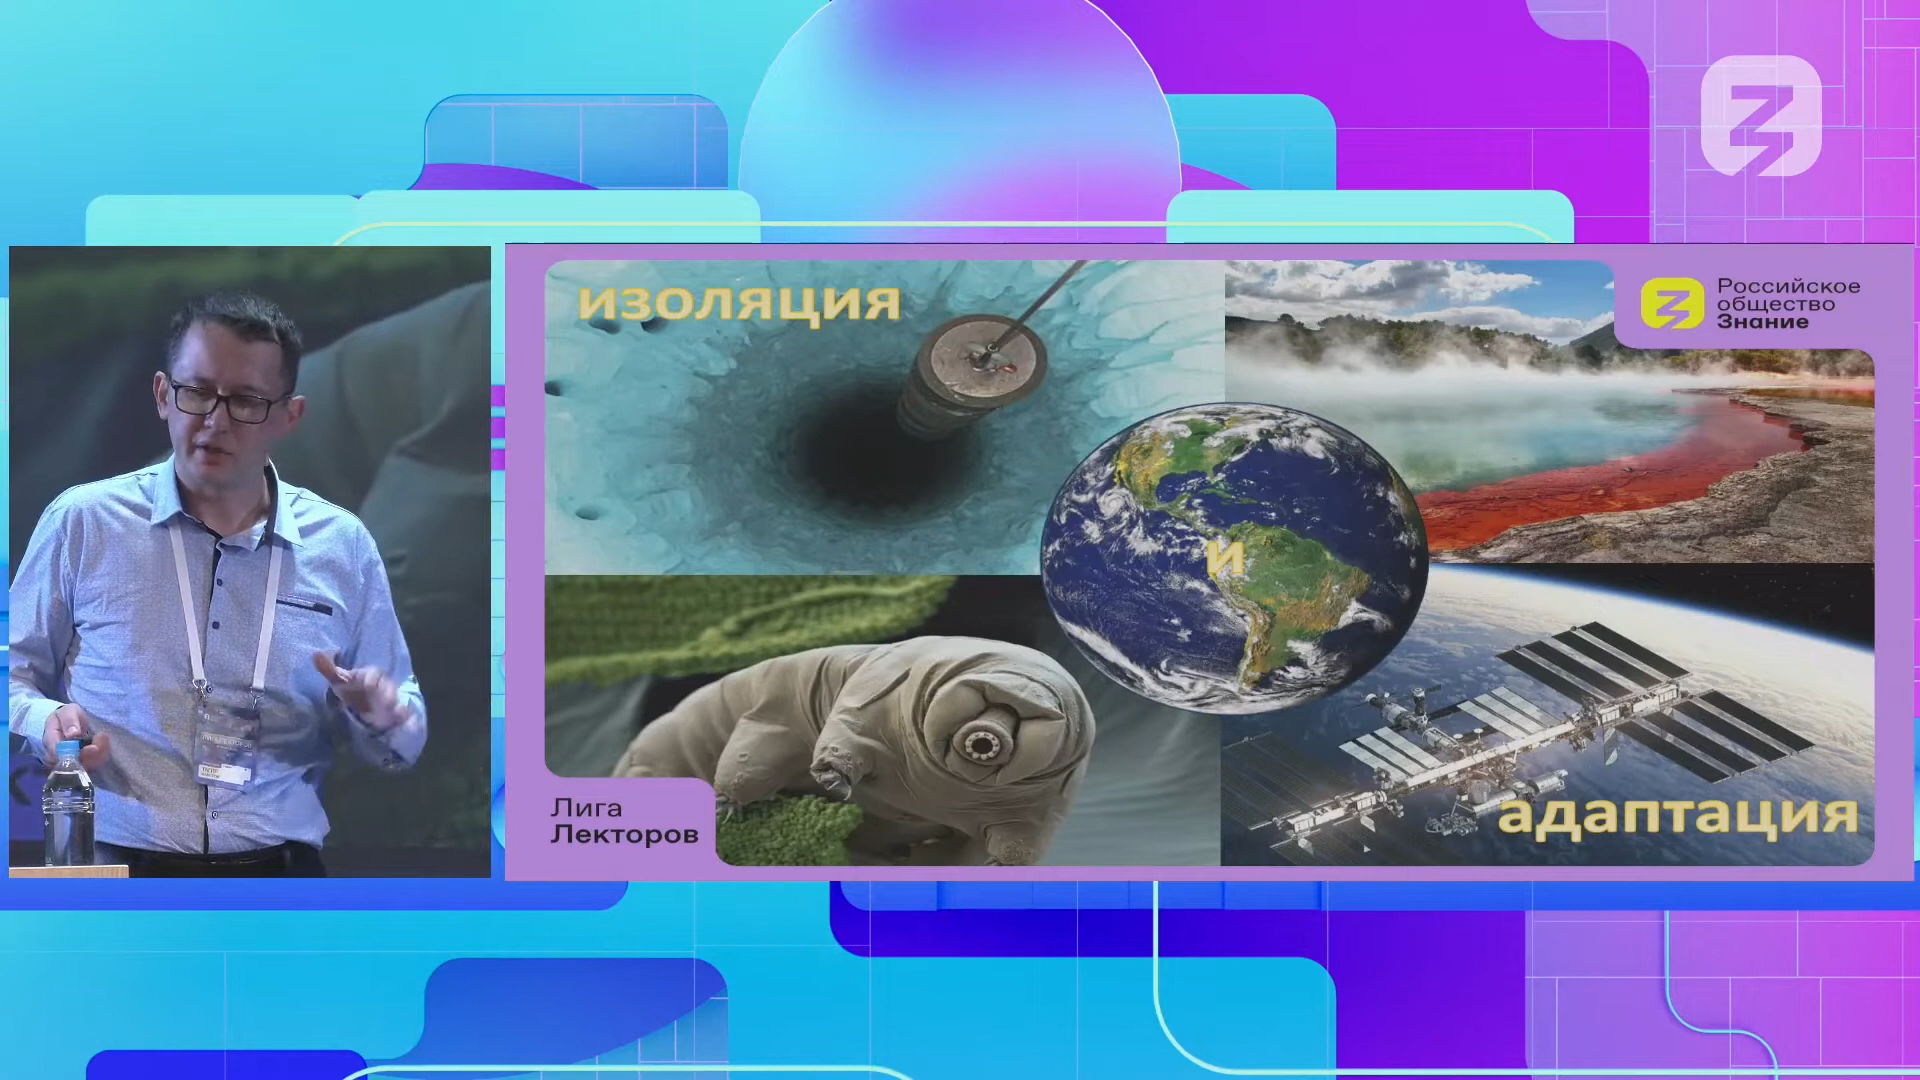 изоляция
Российское
общество
Знание
и
адаптация
Лига
Лекторов